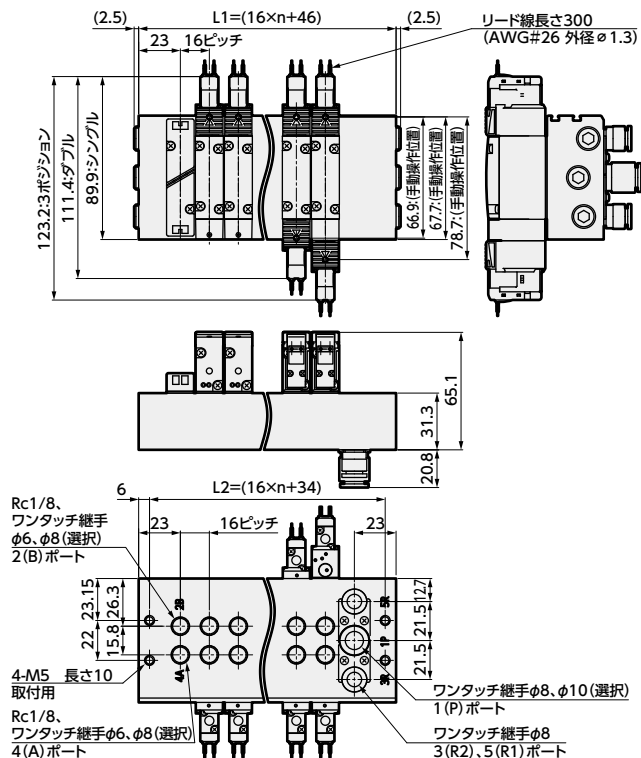 (2.5)
L1=(16×n+46)
(2.5)
23
16ピッチ
リード線長さ300
(AWG#26 外径ø1.3)
123.2:3ポジション
111.4:ダブル
89.9:シングル
66.9:(手動操作位置)
67.7:(手動操作位置)
78.7:(手動操作位置)
65.1
31.3
20.8
6
L2=(16×n+34)
Rc1/8、
ワンタッチ継手
φ6、φ8(選択)
2(B)ポート
23
16ピッチ
23
23.15
26.3
22
15.8
2B
4A
5R
1P
3R
12.7
21.5
21.5
4-M5 長さ10
取付用
Rc1/8、
ワンタッチ継手φ6、φ8(選択)
4(A)ポート
ワンタッチ継手φ8、φ10(選択)
1(P)ポート
ワンタッチ継手φ8
3(R2)、5(R1)ポート